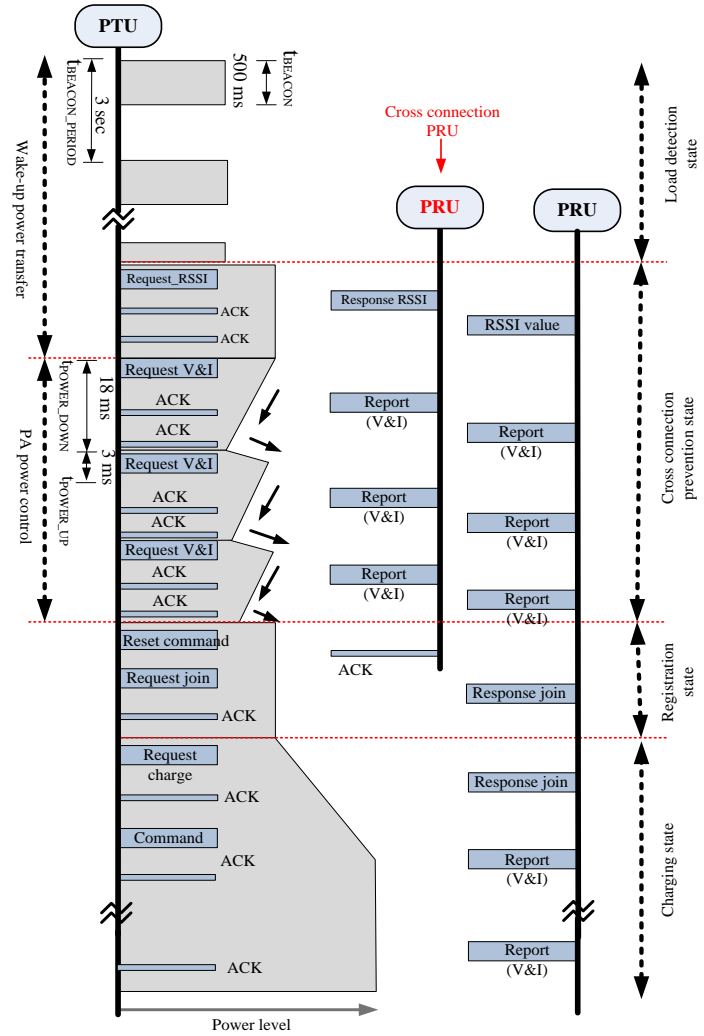 PTU
tBEACON_PERIOD
3 sec
500 ms
tBEACON
Wake-up power transfer
Load detection
state
Cross connection
PRU
PRU
PRU
Request_RSSI
ACK
ACK
Response RSSI
RSSI value
Cross connection
prevention state
PA power control
tPOWER_DOWN
18 ms
3 ms
tPOWER_UP
Request V&I
ACK
ACK
Report
(V&I)
Report
(V&I)
Request V&I
ACK
ACK
Report
(V&I)
Report
(V&I)
Request V&I
ACK
ACK
Report
(V&I)
Report
(V&I)
Reset command
ACK
Request join
Response join
ACK
Registration
state
Request
charge
Response join
ACK
Command
ACK
Report
(V&I)
Charging state
Report
(V&I)
ACK
Power level